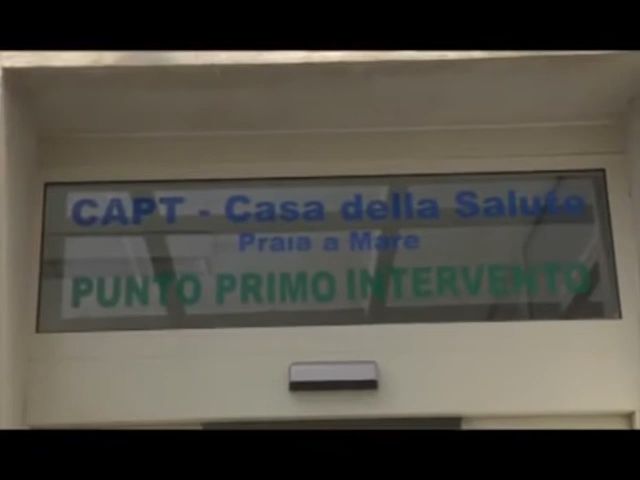 CAPT - Casa della Salute
Praia a Mare
PUNTO PRIMO INTERVENTO